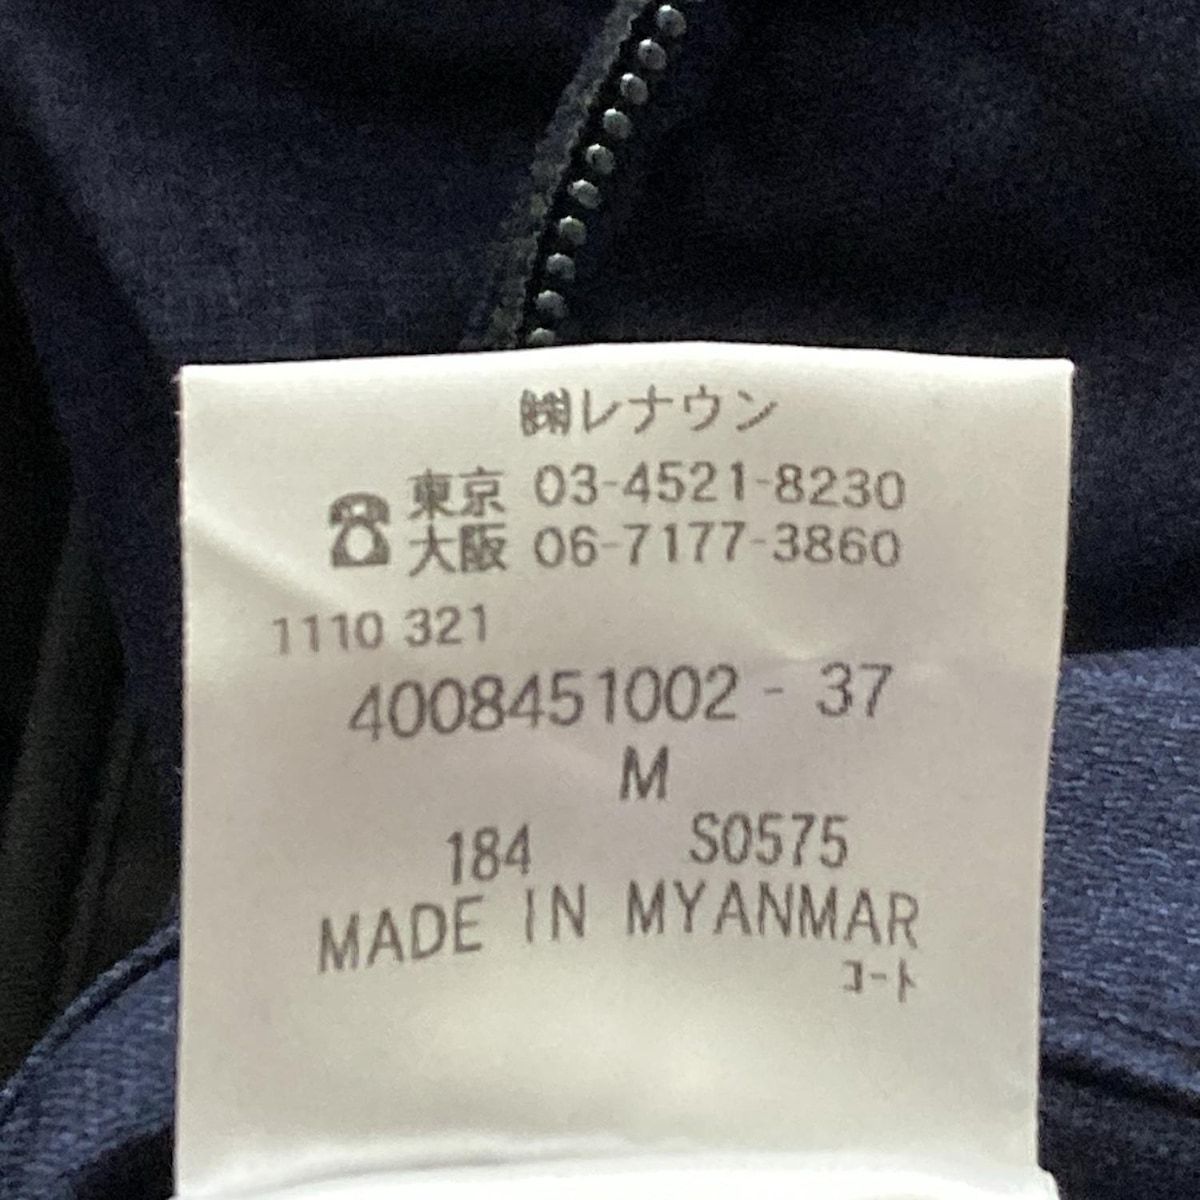 ㈱レナウン
☎ 東京 03-4521-8230
大阪 06-7177-3860
1110 321
4008451002 - 37
M
184 S0575
MADE IN MYANMAR
ｺｰﾄ